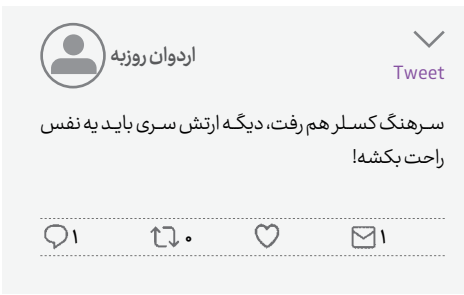 اردوان روزبه
Tweet
سرهنگ کسلر هم رفت، دیگه ارتش سری باید یه نفس
راحت بکشه!
۱ ۰ ۱